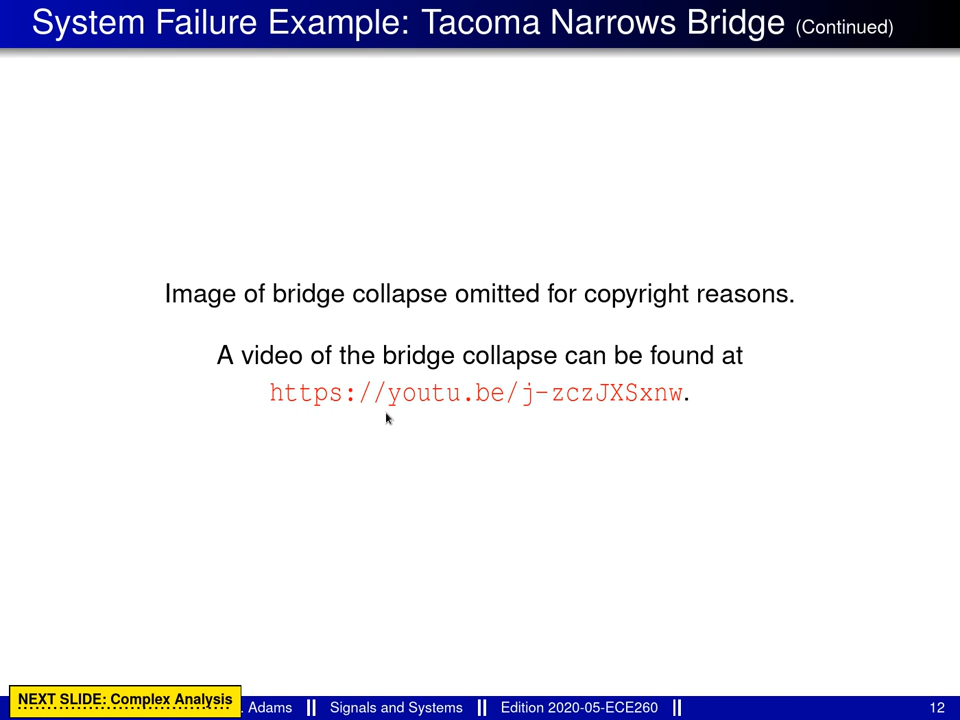 System Failure Example: Tacoma Narrows Bridge (Continued)
Image of bridge collapse omitted for copyright reasons.
A video of the bridge collapse can be found at
https://youtu.be/j-zczJXSxnw.
NEXT SLIDE: Complex Analysis
. Adams Signals and Systems Edition 2020-05-ECE260 12